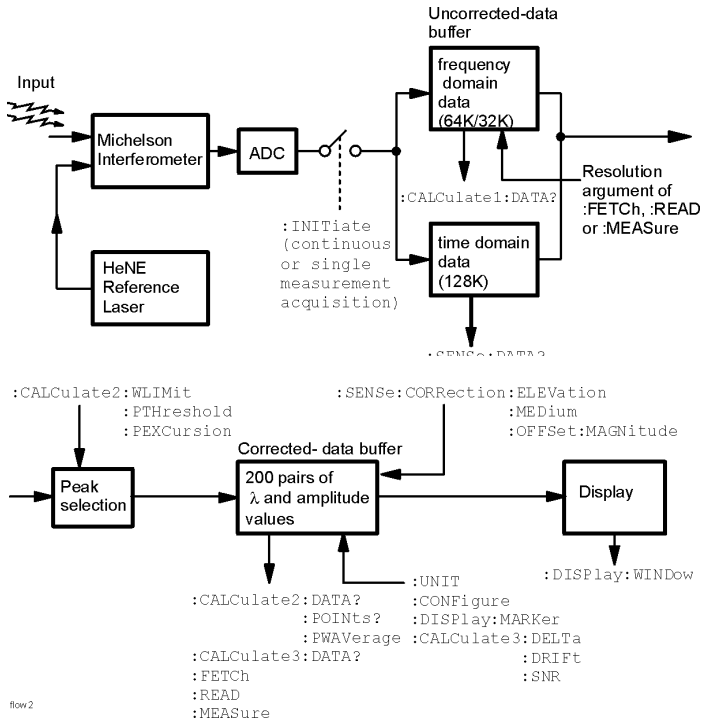 Uncorrected-data
buffer
Input
frequency
domain
data
(64K/32K)
Michelson
Interferometer
ADC
Resolution
argument of
:FETCh, :READ
or :MEASure
:CALCulate1:DATA?
:INITiate
(continuous
or single
measurement
acquisition)
time domain
data
(128K)
HeNE
Reference
Laser
:SENSe:DATA?
:CALCulate2:WLIMit
:PTHreshold
:PEXCursion
:SENSe:CORRection:ELEVation
:MEDium
:OFFSet:MAGNitude
Corrected- data buffer
Peak
selection
200 pairs of
λ and amplitude
values
Display
:DISPlay:WINDow
:CALCulate2:DATA?
:POINts?
:PWAVerage
:CALCulate3:DATA?
:FETCh
:READ
:MEASure
:UNIT
:CONFigure
:DISPlay:MARKer
:CALCulate3:DELTa
:DRIFt
:SNR
flow 2